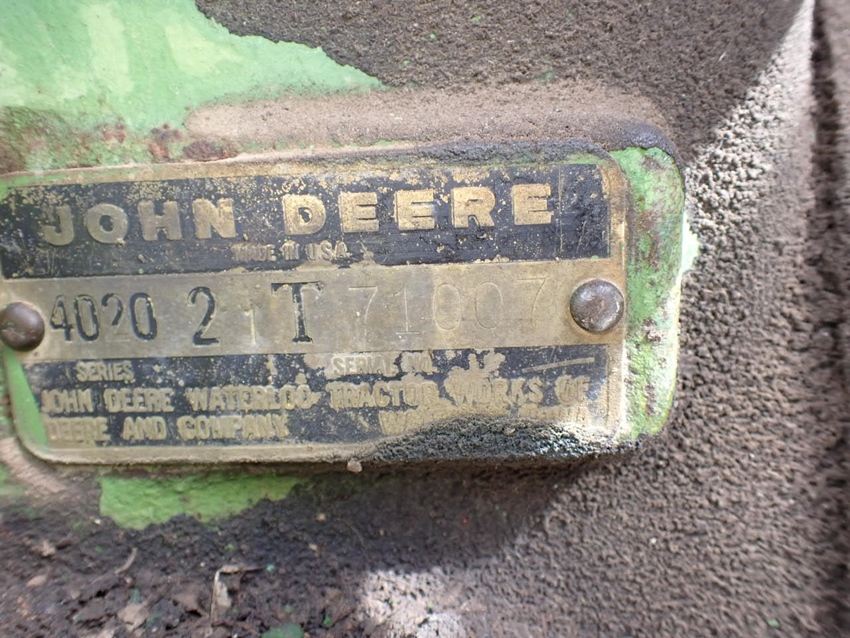 JOHN DEERE
MADE IN U.S.A.
4020 21T 71007
SERIES SERIAL NO.
JOHN DEERE WATERLOO TRACTOR WORKS OF
DEERE AND COMPANY